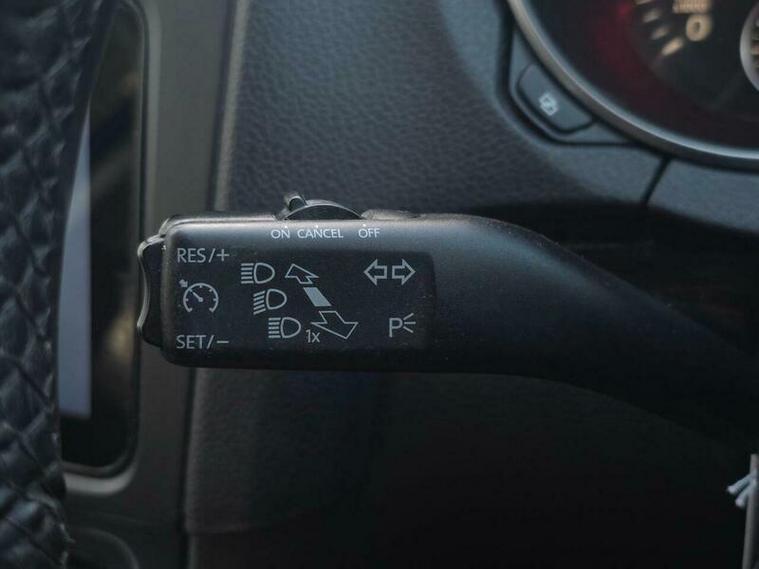 ON CANCEL OFF
RES/+
1x
P
SET/-